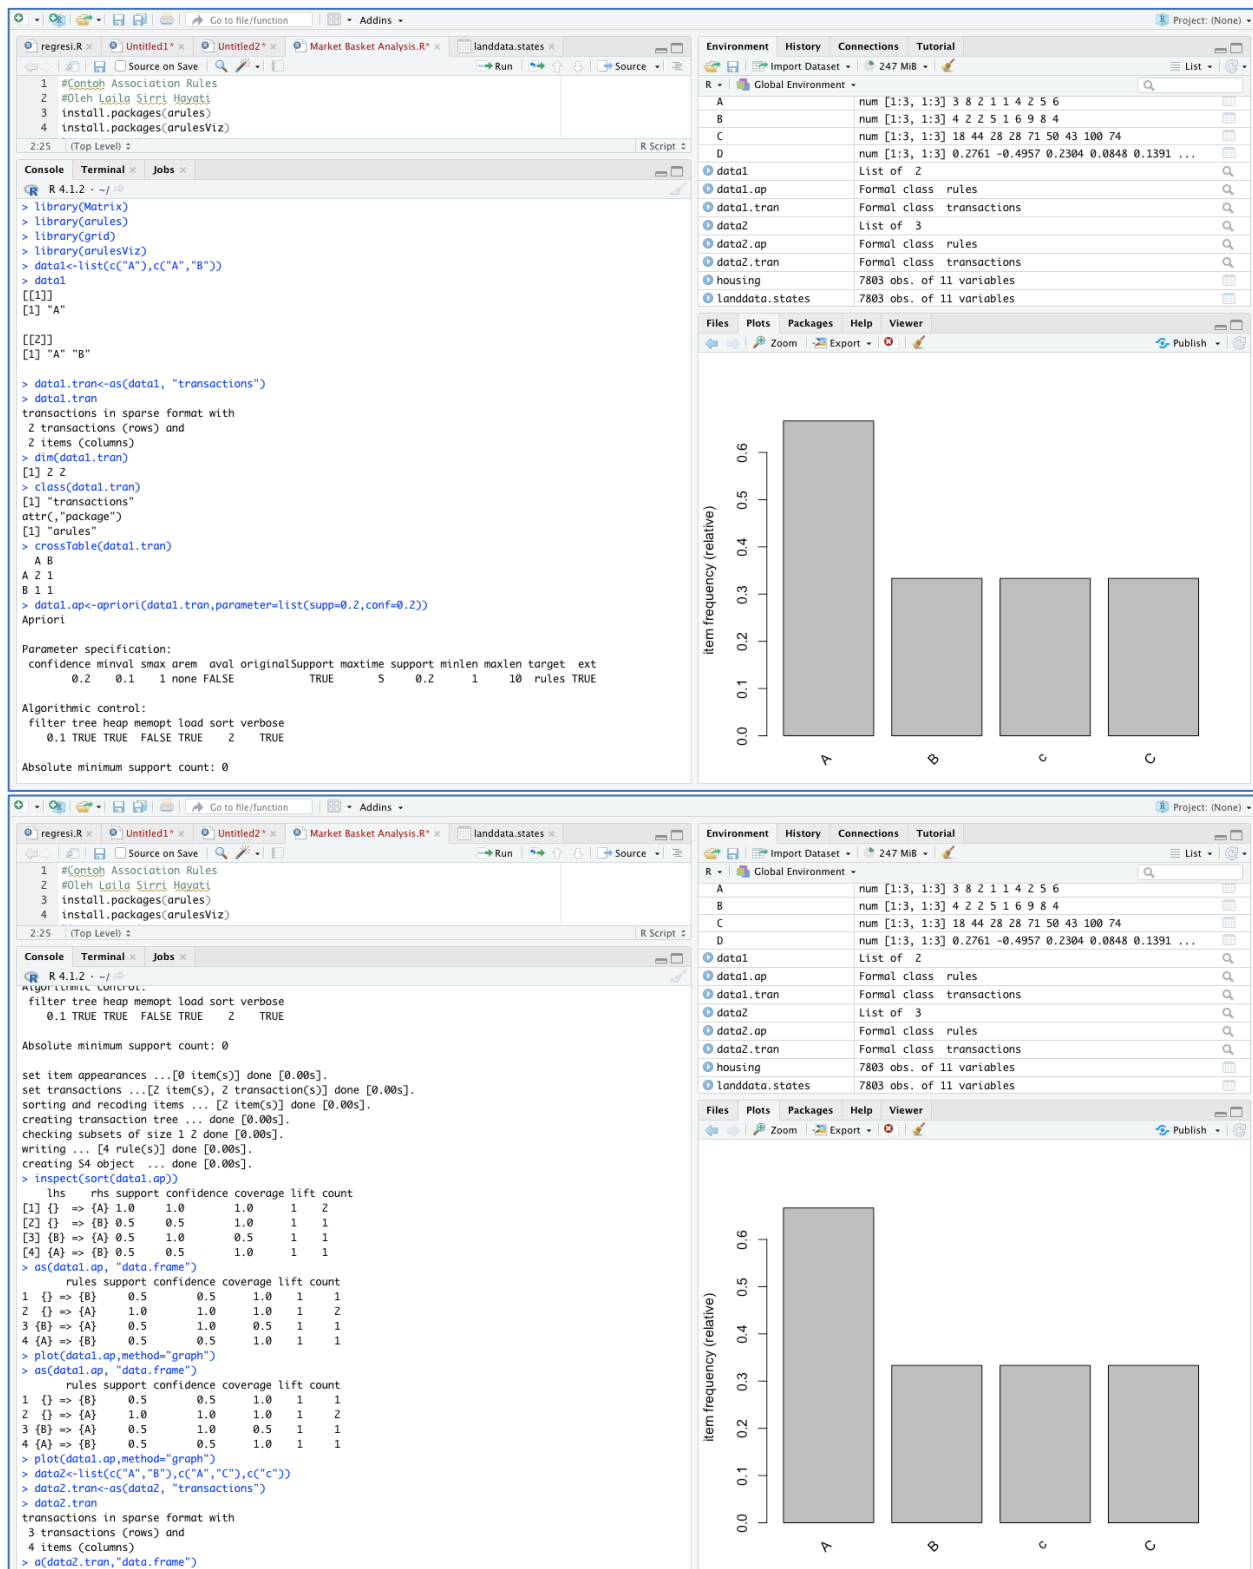 Go to file/function
Addins
Project: (None)
regresi.R
Untitled1*
Untitled2*
Market Basket Analysis.R*
landdata.states
Source on Save
Run
Source
1 #Contoh Association Rules
2 #Oleh Laila Sirri Hayati
3 install.packages(arules)
4 install.packages(arulesViz)
2:25 (Top Level) R Script
Console Terminal Jobs
R 4.1.2 · ~/
> library(Matrix)
> library(arules)
> library(grid)
> library(arulesViz)
> data1<-list(c("A"),c("A","B"))
> data1
[[1]]
[1] "A"
[[2]]
[1] "A" "B"
> data1.tran<-as(data1, "transactions")
> data1.tran
transactions in sparse format with
2 transactions (rows) and
2 items (columns)
> dim(data1.tran)
[1] 2 2
> class(data1.tran)
[1] "transactions"
attr(,"package")
[1] "arules"
> crossTable(data1.tran)
A B
A 2 1
B 1 1
> data1.ap<-apriori(data1.tran,parameter=list(supp=0.2,conf=0.2))
Apriori
Parameter specification:
confidence minval smax arem aval originalSupport maxtime support minlen maxlen target ext
0.2 0.1 1 none FALSE TRUE 5 0.2 1 10 rules TRUE
Algorithmic control:
filter tree heap memopt load sort verbose
0.1 TRUE TRUE FALSE TRUE 2 TRUE
Absolute minimum support count: 0
Environment History Connections Tutorial
Import Dataset 247 MiB List
R Global Environment
A num [1:3, 1:3] 3 8 2 1 1 4 2 5 6
B num [1:3, 1:3] 4 2 2 5 1 6 9 8 4
C num [1:3, 1:3] 18 44 28 28 71 50 43 100 74
D num [1:3, 1:3] 0.2761 -0.4957 0.2304 0.0848 0.1391 ...
data1 List of 2
data1.ap Formal class rules
data1.tran Formal class transactions
data2 List of 3
data2.ap Formal class rules
data2.tran Formal class transactions
housing 7803 obs. of 11 variables
landdata.states 7803 obs. of 11 variables
Files Plots Packages Help Viewer
Zoom Export Publish
item frequency (relative)
0.6
0.5
0.4
0.3
0.2
0.1
0.0
A B c C
Go to file/function
Addins
Project: (None)
regresi.R
Untitled1*
Untitled2*
Market Basket Analysis.R*
landdata.states
Source on Save
Run
Source
1 #Contoh Association Rules
2 #Oleh Laila Sirri Hayati
3 install.packages(arules)
4 install.packages(arulesViz)
2:25 (Top Level) R Script
Console Terminal Jobs
R 4.1.2 · ~/
Algorithmic control:
filter tree heap memopt load sort verbose
0.1 TRUE TRUE FALSE TRUE 2 TRUE
Absolute minimum support count: 0
set item appearances ...[0 item(s)] done [0.00s].
set transactions ...[2 item(s), 2 transaction(s)] done [0.00s].
sorting and recoding items ... [2 item(s)] done [0.00s].
creating transaction tree ... done [0.00s].
checking subsets of size 1 2 done [0.00s].
writing ... [4 rule(s)] done [0.00s].
creating S4 object ... done [0.00s].
> inspect(sort(data1.ap))
lhs rhs support confidence coverage lift count
[1] {} => {A} 1.0 1.0 1.0 1 2
[2] {} => {B} 0.5 0.5 1.0 1 1
[3] {B} => {A} 0.5 1.0 0.5 1 1
[4] {A} => {B} 0.5 0.5 1.0 1 1
> as(data1.ap, "data.frame")
rules support confidence coverage lift count
1 {} => {B} 0.5 0.5 1.0 1 1
2 {} => {A} 1.0 1.0 1.0 1 2
3 {B} => {A} 0.5 1.0 0.5 1 1
4 {A} => {B} 0.5 0.5 1.0 1 1
> plot(data1.ap,method="graph")
> as(data1.ap, "data.frame")
rules support confidence coverage lift count
1 {} => {B} 0.5 0.5 1.0 1 1
2 {} => {A} 1.0 1.0 1.0 1 2
3 {B} => {A} 0.5 1.0 0.5 1 1
4 {A} => {B} 0.5 0.5 1.0 1 1
> plot(data1.ap,method="graph")
> data2<-list(c("A","B"),c("A","C"),c("c"))
> data2.tran<-as(data2, "transactions")
> data2.tran
transactions in sparse format with
3 transactions (rows) and
4 items (columns)
> a(data2.tran,"data.frame")
Environment History Connections Tutorial
Import Dataset 247 MiB List
R Global Environment
A num [1:3, 1:3] 3 8 2 1 1 4 2 5 6
B num [1:3, 1:3] 4 2 2 5 1 6 9 8 4
C num [1:3, 1:3] 18 44 28 28 71 50 43 100 74
D num [1:3, 1:3] 0.2761 -0.4957 0.2304 0.0848 0.1391 ...
data1 List of 2
data1.ap Formal class rules
data1.tran Formal class transactions
data2 List of 3
data2.ap Formal class rules
data2.tran Formal class transactions
housing 7803 obs. of 11 variables
landdata.states 7803 obs. of 11 variables
Files Plots Packages Help Viewer
Zoom Export Publish
item frequency (relative)
0.6
0.5
0.4
0.3
0.2
0.1
0.0
A B c C